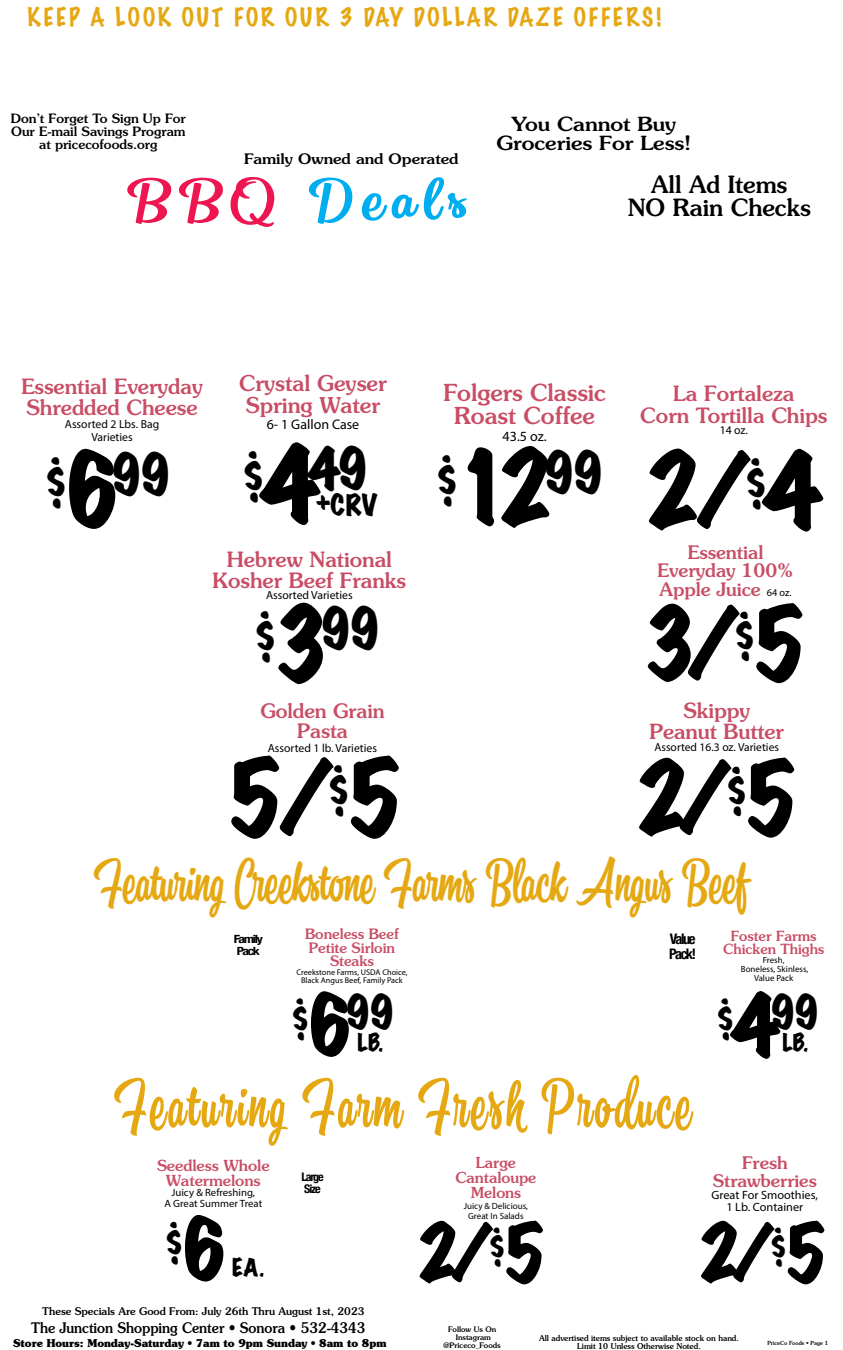 KEEP A LOOK OUT FOR OUR 3 DAY DOLLAR DAZE OFFERS!
Don't Forget To Sign Up For
Our E-mail Savings Program
at pricecofoods.org
Family Owned and Operated
You Cannot Buy
Groceries For Less!
BBQ Deals
All Ad Items
NO Rain Checks
Essential Everyday
Shredded Cheese
Assorted 2 Lbs. Bag
Varieties
$6.99
Crystal Geyser
Spring Water
6- 1 Gallon Case
$4.49
+CRV
Folgers Classic
Roast Coffee
43.5 oz.
$12.99
La Fortaleza
Corn Tortilla Chips
14 oz.
2/$4
Hebrew National
Kosher Beef Franks
Assorted Varieties
$3.99
Essential
Everyday 100%
Apple Juice 64 oz.
3/$5
Golden Grain
Pasta
Assorted 1 lb. Varieties
5/$5
Skippy
Peanut Butter
Assorted 16.3 oz. Varieties
2/$5
Featuring Creekstone Farms Black Angus Beef
Family
Pack
Boneless Beef
Petite Sirloin
Steaks
Creekstone Farms, USDA Choice,
Black Angus Beef, Family Pack
$6.99
LB.
Value
Pack!
Foster Farms
Chicken Thighs
Fresh,
Boneless, Skinless,
Value Pack
$4.99
LB.
Featuring Farm Fresh Produce
Seedless Whole
Watermelons
Juicy & Refreshing,
A Great Summer Treat
$6 EA.
Large
Size
Large
Cantaloupe
Melons
Juicy & Delicious,
Great In Salads
2/$5
Fresh
Strawberries
Great For Smoothies,
1 Lb. Container
2/$5
These Specials Are Good From: July 26th Thru August 1st, 2023
The Junction Shopping Center • Sonora • 532-4343
Store Hours: Monday-Saturday • 7am to 9pm Sunday • 8am to 8pm
Follow Us On
Instagram
@Priceco_Foods
All advertised items subject to available stock on hand.
Limit 10 Unless Otherwise Noted.
PriceCo Foods • Page 1